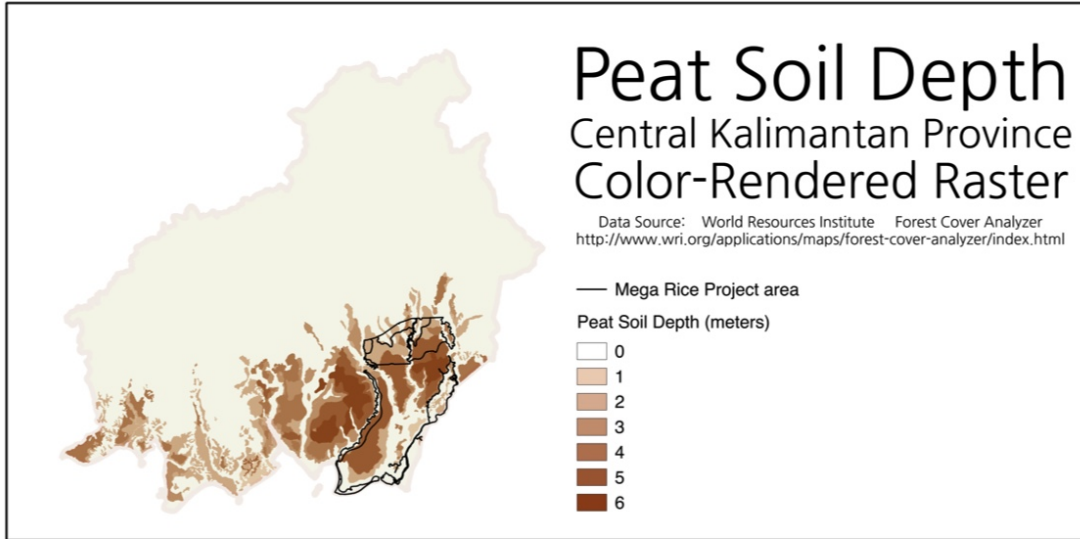 Peat Soil Depth
Central Kalimantan Province
Color-Rendered Raster
Data Source: World Resources Institute Forest Cover Analyzer
http://www.wri.org/applications/maps/forest-cover-analyzer/index.html
Mega Rice Project area
Peat Soil Depth (meters)
0
1
2
3
4
5
6